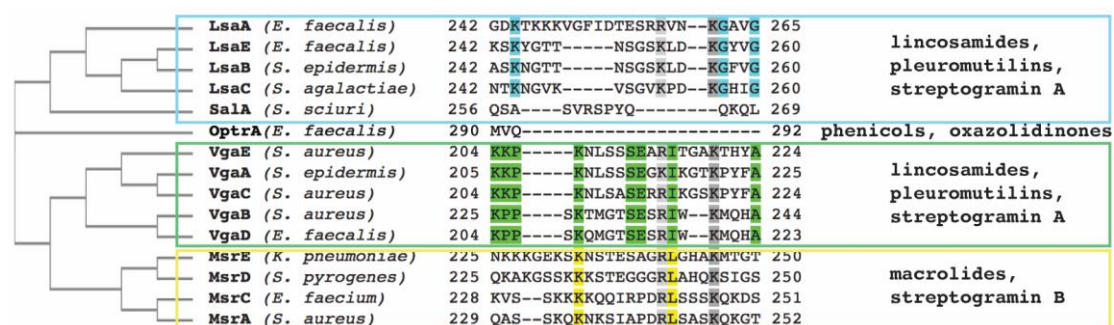 LsaA (E. faecalis) 242 GDKTKKKVGFIDTESRRVN--KGAVG 265
LsaE (E. faecalis) 242 KSKYGTT-----NSGSKLD--KGYVG 260 lincosamides,
LsaB (S. epidermis) 242 ASKNGTT-----NSGSKLD--KGFVG 260 pleuromutilins,
LsaC (S. agalactiae) 242 NTKNGVK-----VSGVKPD--KGHIG 260 streptogramin A
SalA (S. sciuri) 256 QSA----SVRSPYQ--------QKQL 269
OptrA(E. faecalis) 290 MVQ----------------------- 292 phenicols, oxazolidinones
VgaE (S. aureus) 204 KKP-----KNLSSSEARITGAKTHYA 224
VgaA (S. epidermis) 205 KKP-----KNLSSSEGKIKGTKPYFA 225 lincosamides,
VgaC (S. aureus) 204 KKP-----KNLSASERRIKGSKPYFA 224 pleuromutilins,
VgaB (S. aureus) 225 KPP----SKTMGTSESRIW--KMQHA 244 streptogramin A
VgaD (E. faecalis) 204 KPP----SKQMGTSESRIW--KMQHA 223
MsrE (K. pneumoniae) 225 NKKKGEKSKNSTESAGRLGHAKMTGT 250
MsrD (S. pyrogenes) 225 QKAKGSSKKKSTEGGGRLAHQKSIGS 250 macrolides,
MsrC (E. faecium) 228 KVS--SKKKKQQIRPDRLSSSKQKDS 251 streptogramin B
MsrA (S. aureus) 229 QAS--SKQKNKSIAPDRLSASKQKGT 252